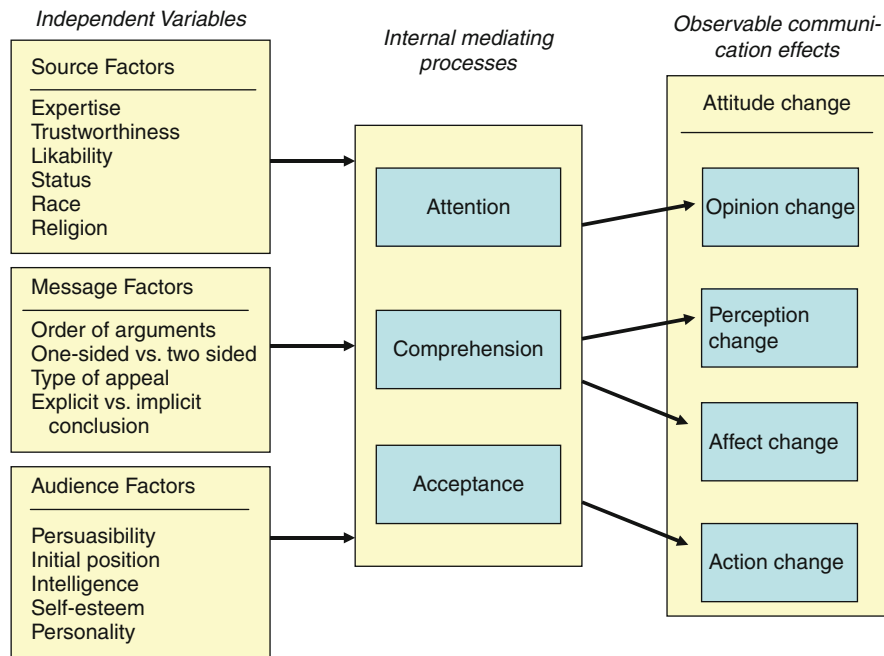 Independent Variables
Source Factors
Expertise
Trustworthiness
Likability
Status
Race
Religion
Message Factors
Order of arguments
One-sided vs. two sided
Type of appeal
Explicit vs. implicit
conclusion
Audience Factors
Persuasibility
Initial position
Intelligence
Self-esteem
Personality
Internal mediating
processes
Attention
Comprehension
Acceptance
Observable communi-
cation effects
Attitude change
Opinion change
Perception
change
Affect change
Action change